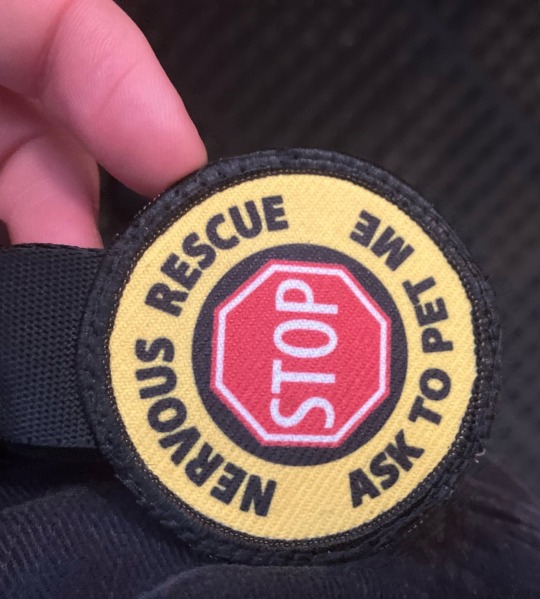 NERVOUS RESCUE
STOP
ASK TO PET ME